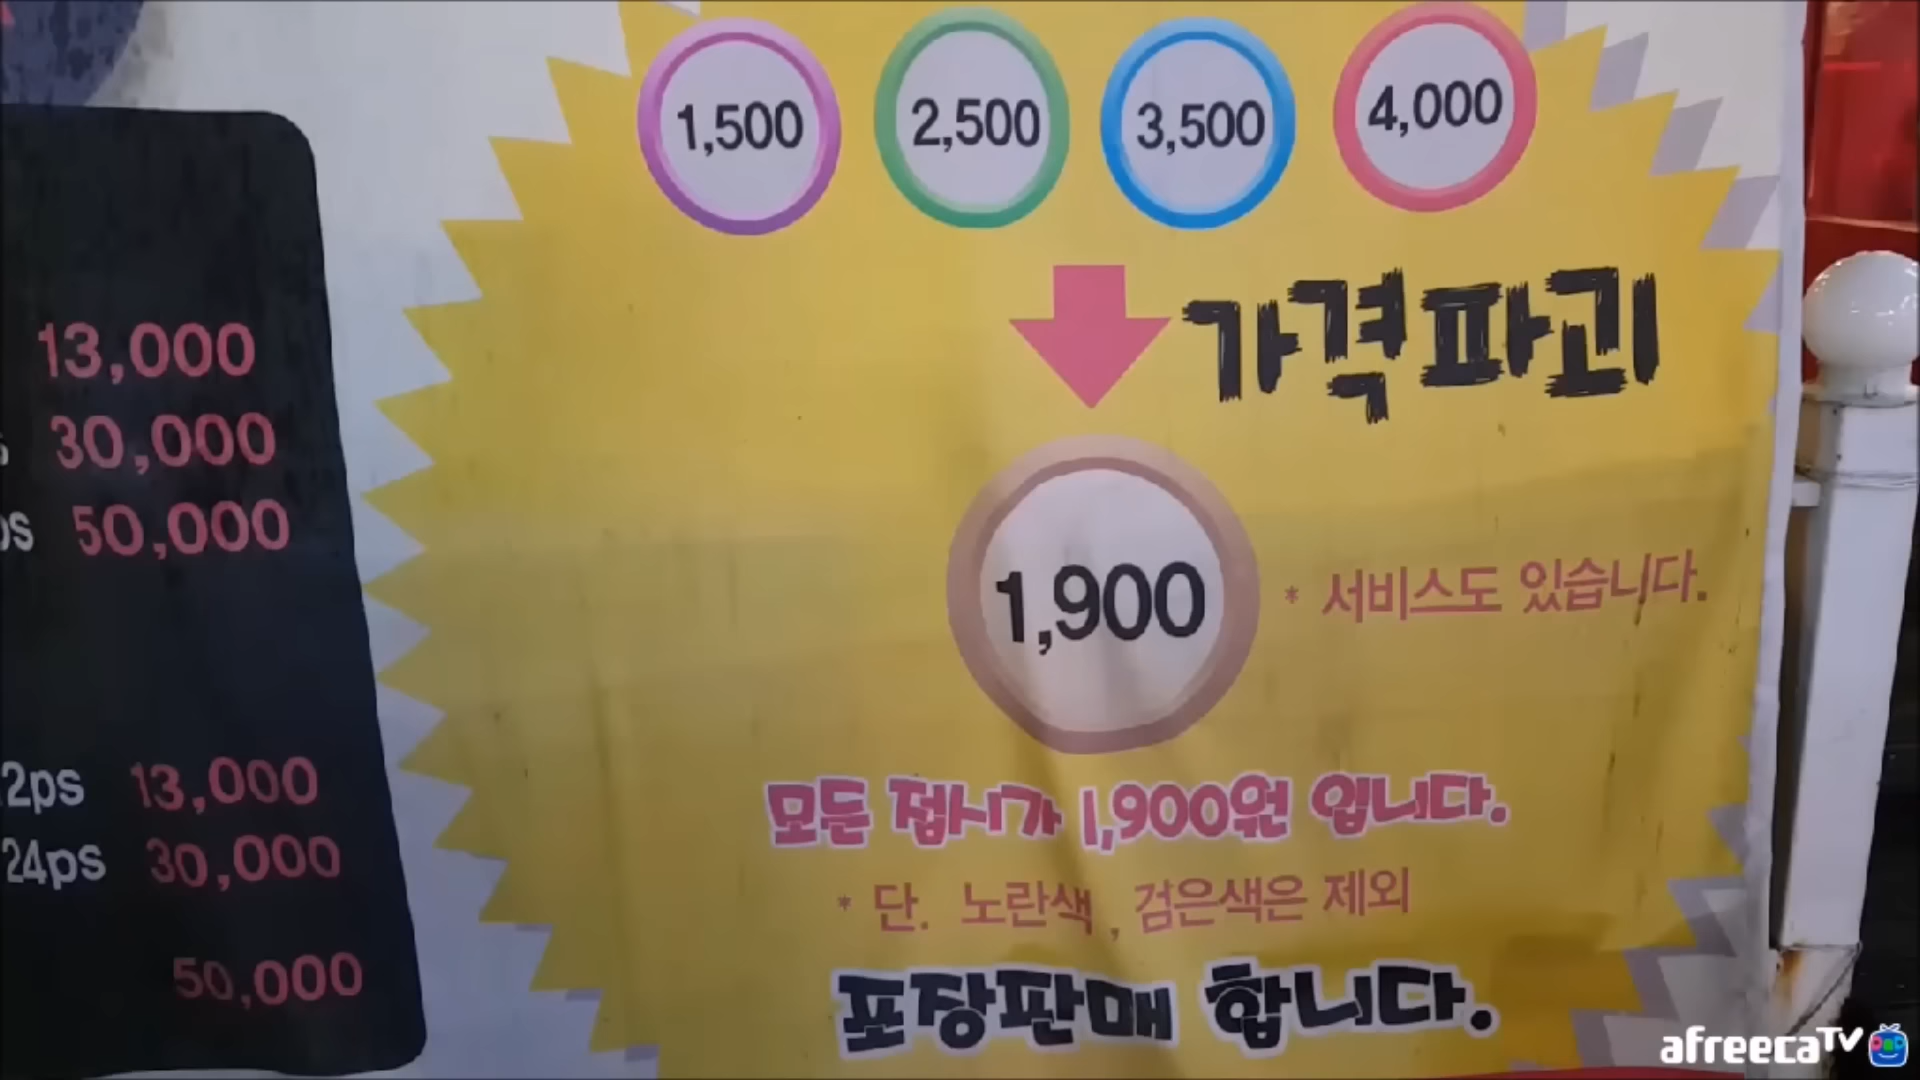 13,000
30,000
50,000
2ps 13,000
24ps 30,000
50,000
1,500 2,500 3,500 4,000
가격파괴
1,900
* 서비스도 있습니다.
모든 접시가 1,900원 입니다.
* 단. 노란색, 검은색은 제외
포장판매 합니다.
afreecaTV